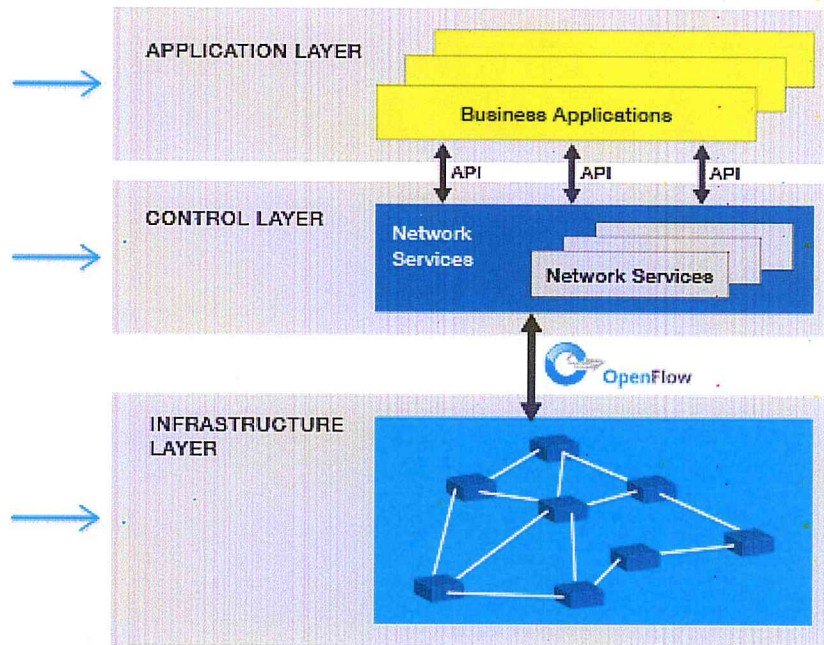 APPLICATION LAYER
Business Applications
API
API
API
CONTROL LAYER
Network
Services
Network Services
OpenFlow
INFRASTRUCTURE
LAYER